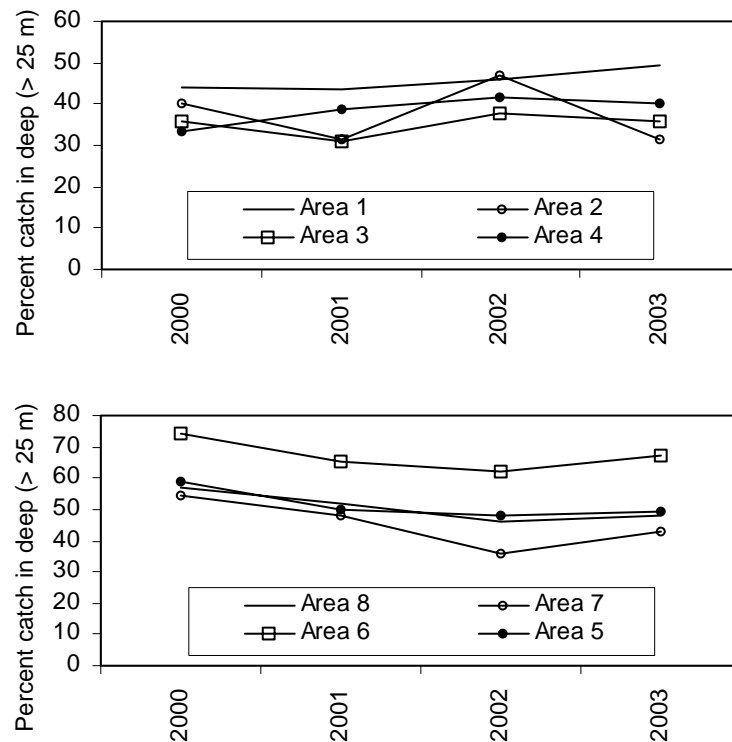 Percent catch in deep (> 25 m)
60
50
40
30
20
10
0
Area 1
Area 2
Area 3
Area 4
2000
2001
2002
2003
Percent catch in deep (> 25 m)
80
70
60
50
40
30
20
10
0
Area 8
Area 7
Area 6
Area 5
2000
2001
2002
2003